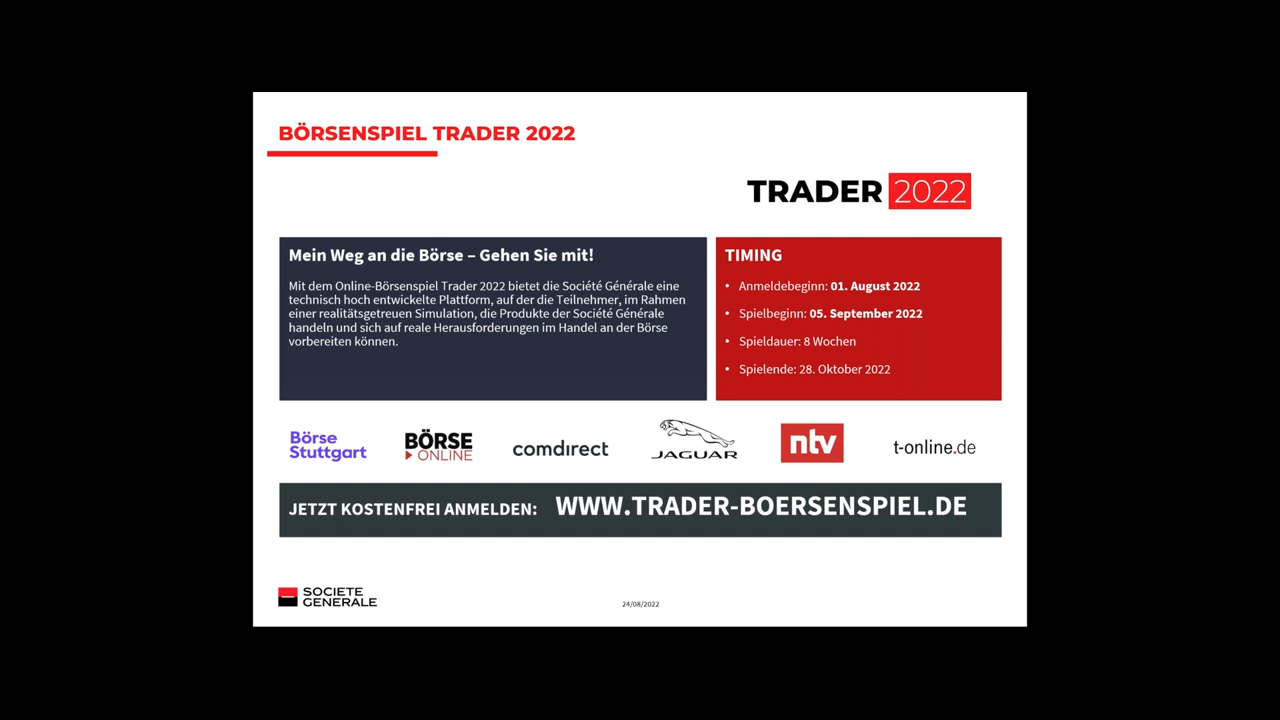 BÖRSENSPIEL TRADER 2022
TRADER 2022
Mein Weg an die Börse – Gehen Sie mit!
Mit dem Online-Börsenspiel Trader 2022 bietet die Société Générale eine
technisch hoch entwickelte Plattform, auf der die Teilnehmer, im Rahmen
einer realitätsgetreuen Simulation, die Produkte der Société Générale
handeln und sich auf reale Herausforderungen im Handel an der Börse
vorbereiten können.
TIMING
• Anmeldebeginn: 01. August 2022
• Spielbeginn: 05. September 2022
• Spieldauer: 8 Wochen
• Spielende: 28. Oktober 2022
Börse
Stuttgart
BÖRSE
ONLINE
comdirect
JAGUAR
ntv
t-online.de
JETZT KOSTENFREI ANMELDEN: WWW.TRADER-BOERSENSPIEL.DE
SOCIETE
GENERALE
24/08/2022